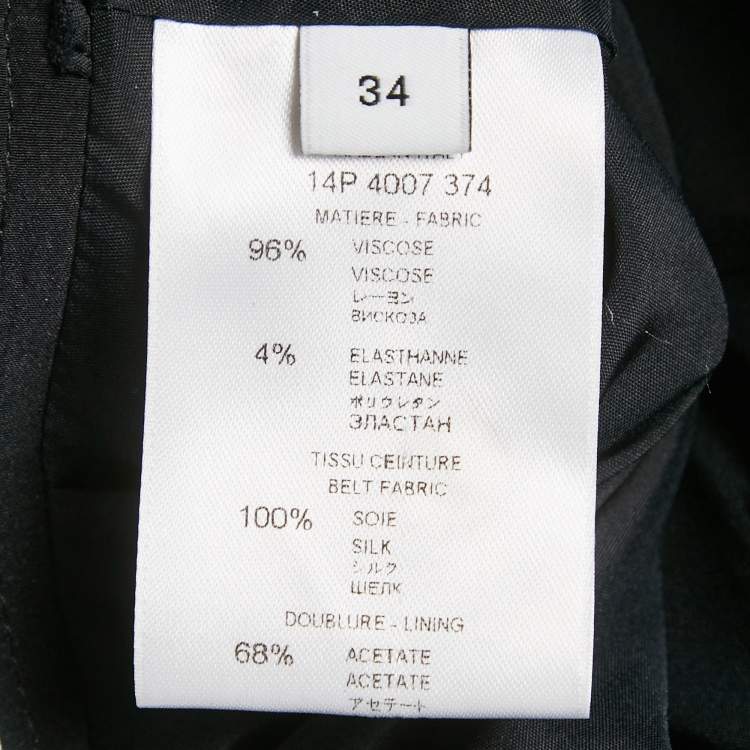 34
14P 4007 374
MATIERE - FABRIC
96% VISCOSE
VISCOSE
レーヨン
ВИСКОЗА
4% ELASTHANNE
ELASTANE
ポリウレタン
ЭЛАСТАН
TISSU CEINTURE
BELT FABRIC
100% SOIE
SILK
シルク
ШЕЛК
DOUBLURE - LINING
68% ACETATE
ACETATE
アセテート